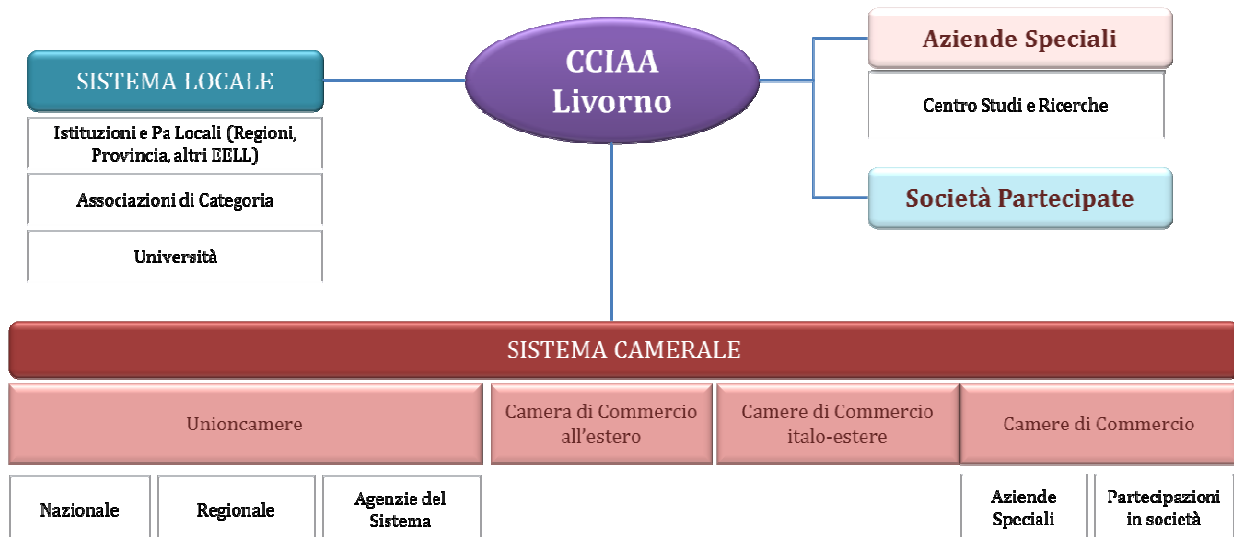 CCIAA
Livorno
SISTEMA LOCALE
Istituzioni e Pa Locali (Regioni,
Provincia, altri EELL)
Associazioni di Categoria
Università
Aziende Speciali
Centro Studi e Ricerche
Società Partecipate
SISTEMA CAMERALE
Unioncamere
Nazionale
Regionale
Agenzie del
Sistema
Camera di Commercio
all'estero
Camere di Commercio
italo-estere
Camere di Commercio
Aziende
Speciali
Partecipazioni
in società